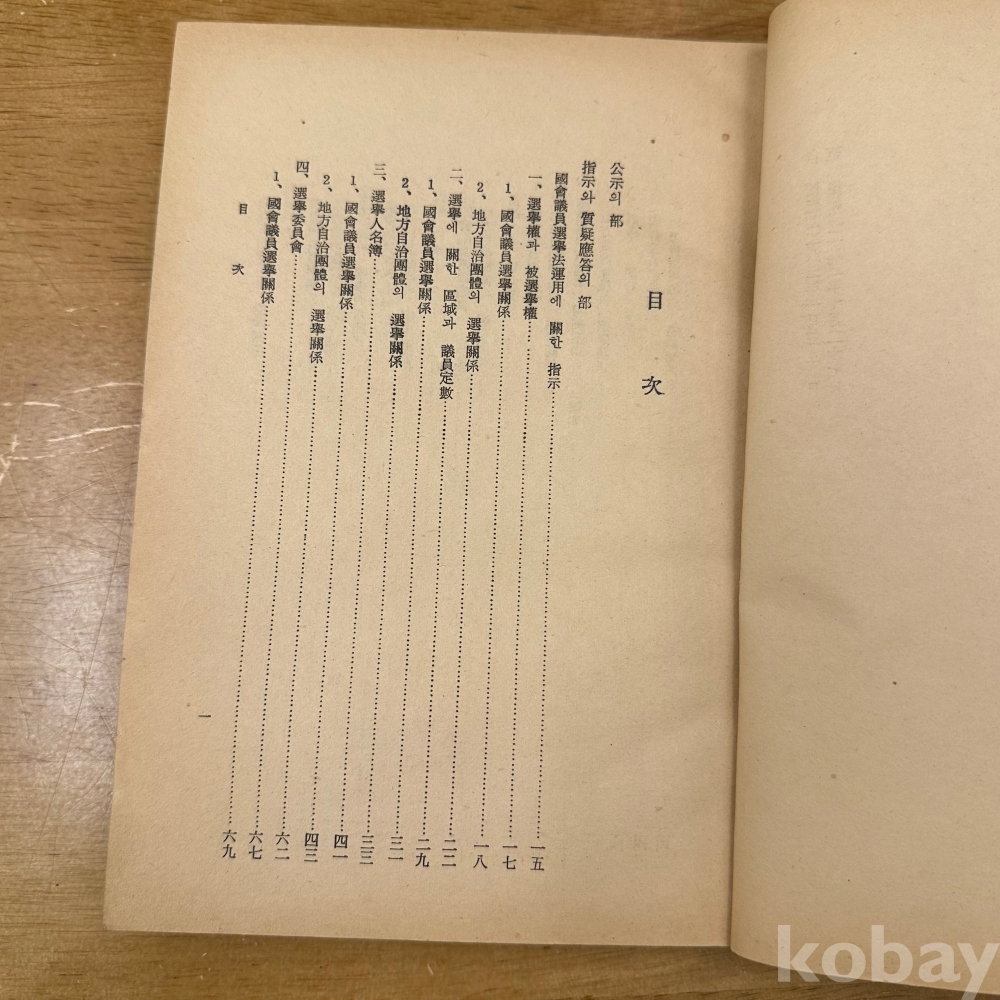 目 次
公示의 部
指示와 質疑應答의 部
國會議員選擧法運用에 關한 指示……一五
一、選擧權과 被選擧權……一七
1、國會議員選擧關係……一八
2、地方自治團體의 選擧關係……二二
二、選擧에 關한 區域과 議員定數……二九
1、國會議員選擧關係……三一
2、地方自治團體의 選擧關係……三三
三、選擧人名簿……四一
1、國會議員選擧關係……四三
2、地方自治團體의 選擧關係……六二
四、選擧委員會……六七
1、國會議員選擧關係……六九
目 次
一
kobay